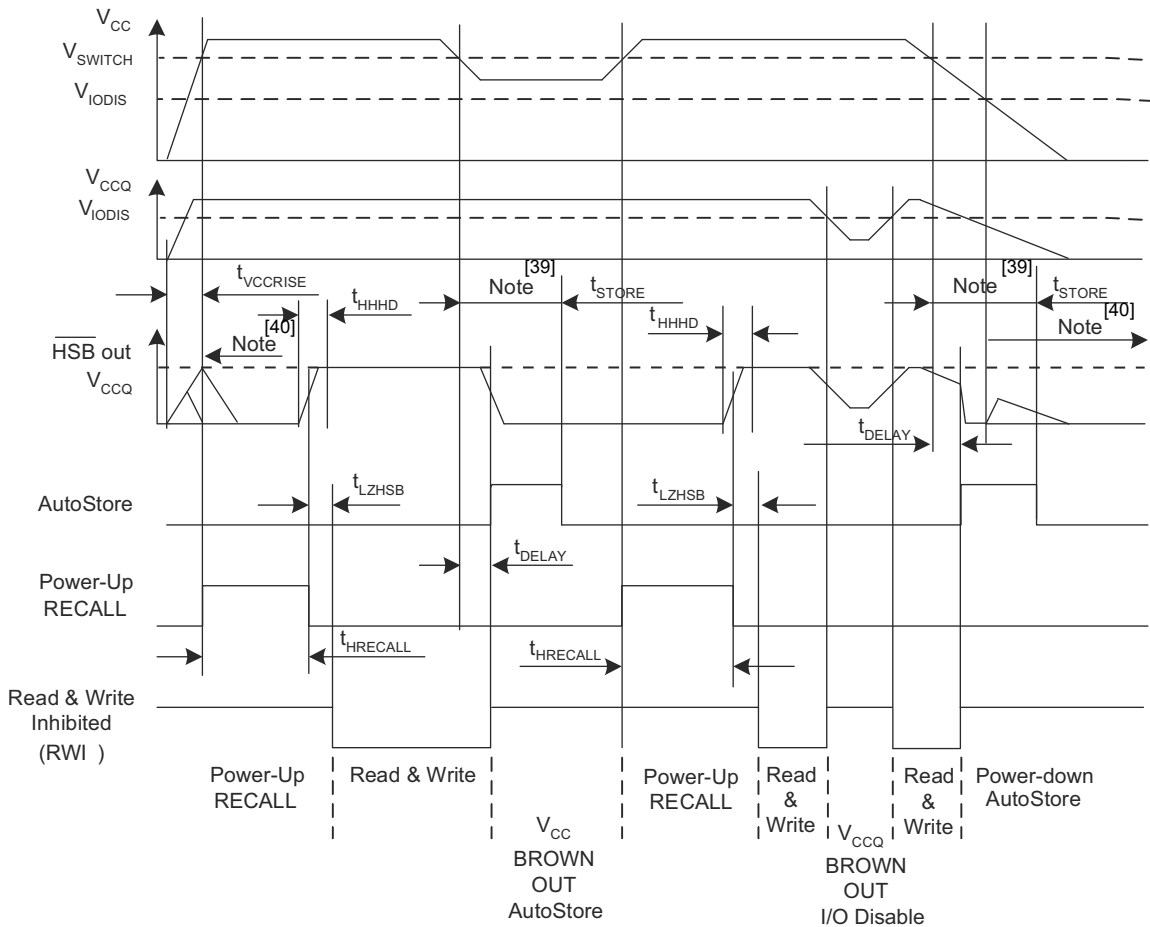 VCC
VSWITCH
VIODIS
VCCQ
VIODIS
tVCCRISE
tHHHD
Note[39]
tSTORE
tHHHD
Note[39]
tSTORE
HSB out
Note[40]
Note[40]
VCCQ
tDELAY
tLZHSB
tLZHSB
AutoStore
tDELAY
Power-Up
RECALL
tHRECALL
tHRECALL
Read & Write
Inhibited
(RWI )
Power-Up
RECALL
Read & Write
VCC
BROWN
OUT
AutoStore
Power-Up
RECALL
Read
&
Write
VCCQ
BROWN
OUT
I/O Disable
Read
&
Write
Power-down
AutoStore